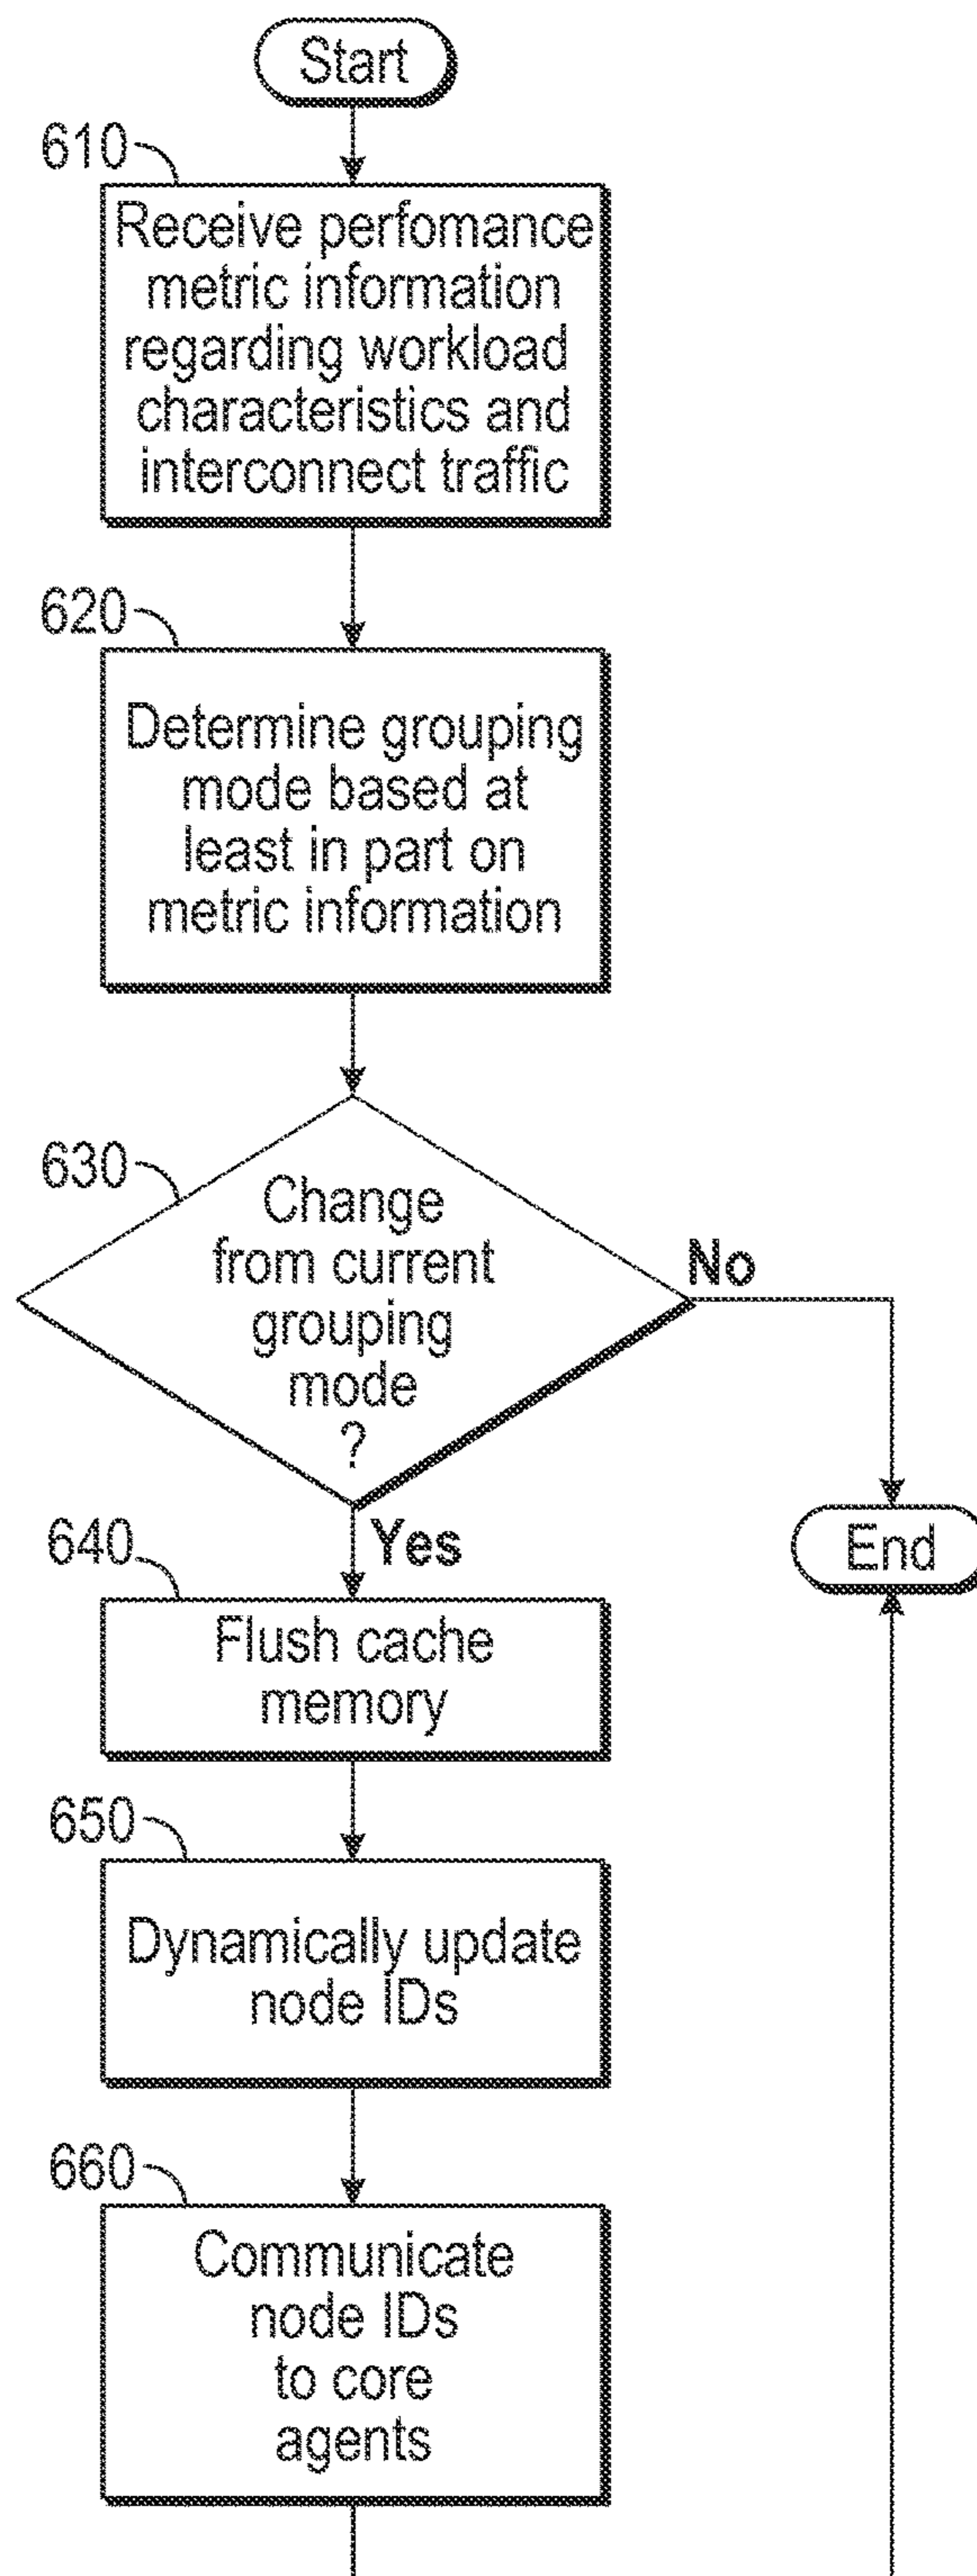 Start
610
Receive perfomance
metric information
regarding workload
characteristics and
interconnect traffic
620
Determine grouping
mode based at
least in part on
metric information
630
Change
from current
grouping
mode
?
No
Yes
End
640
Flush cache
memory
650
Dynamically update
node IDs
660
Communicate
node IDs
to core
agents